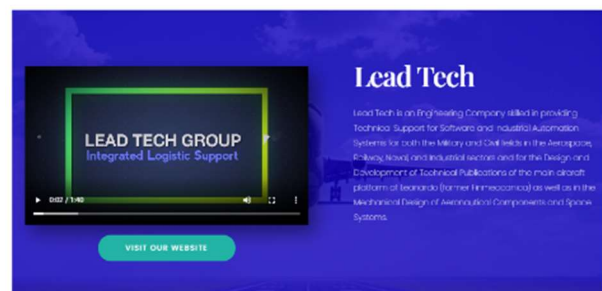 LEAD TECH GROUP
Integrated Logistic Support
0:02 / 1:40
VISIT OUR WEBSITE
Lead Tech
Lead Tech is an Engineering Company skilled in providing
Technical Support for Software and Industrial Automation
Systems for both the Military and Civil fields in the Aerospace,
Railway, Naval, and Industrial sectors and for the Design and
Development of Technical Publications of the main aircraft
platform of Leonardo (former Finmeccanica) as well as in the
Mechanical Design of Aeronautical Components and Space
Systems.